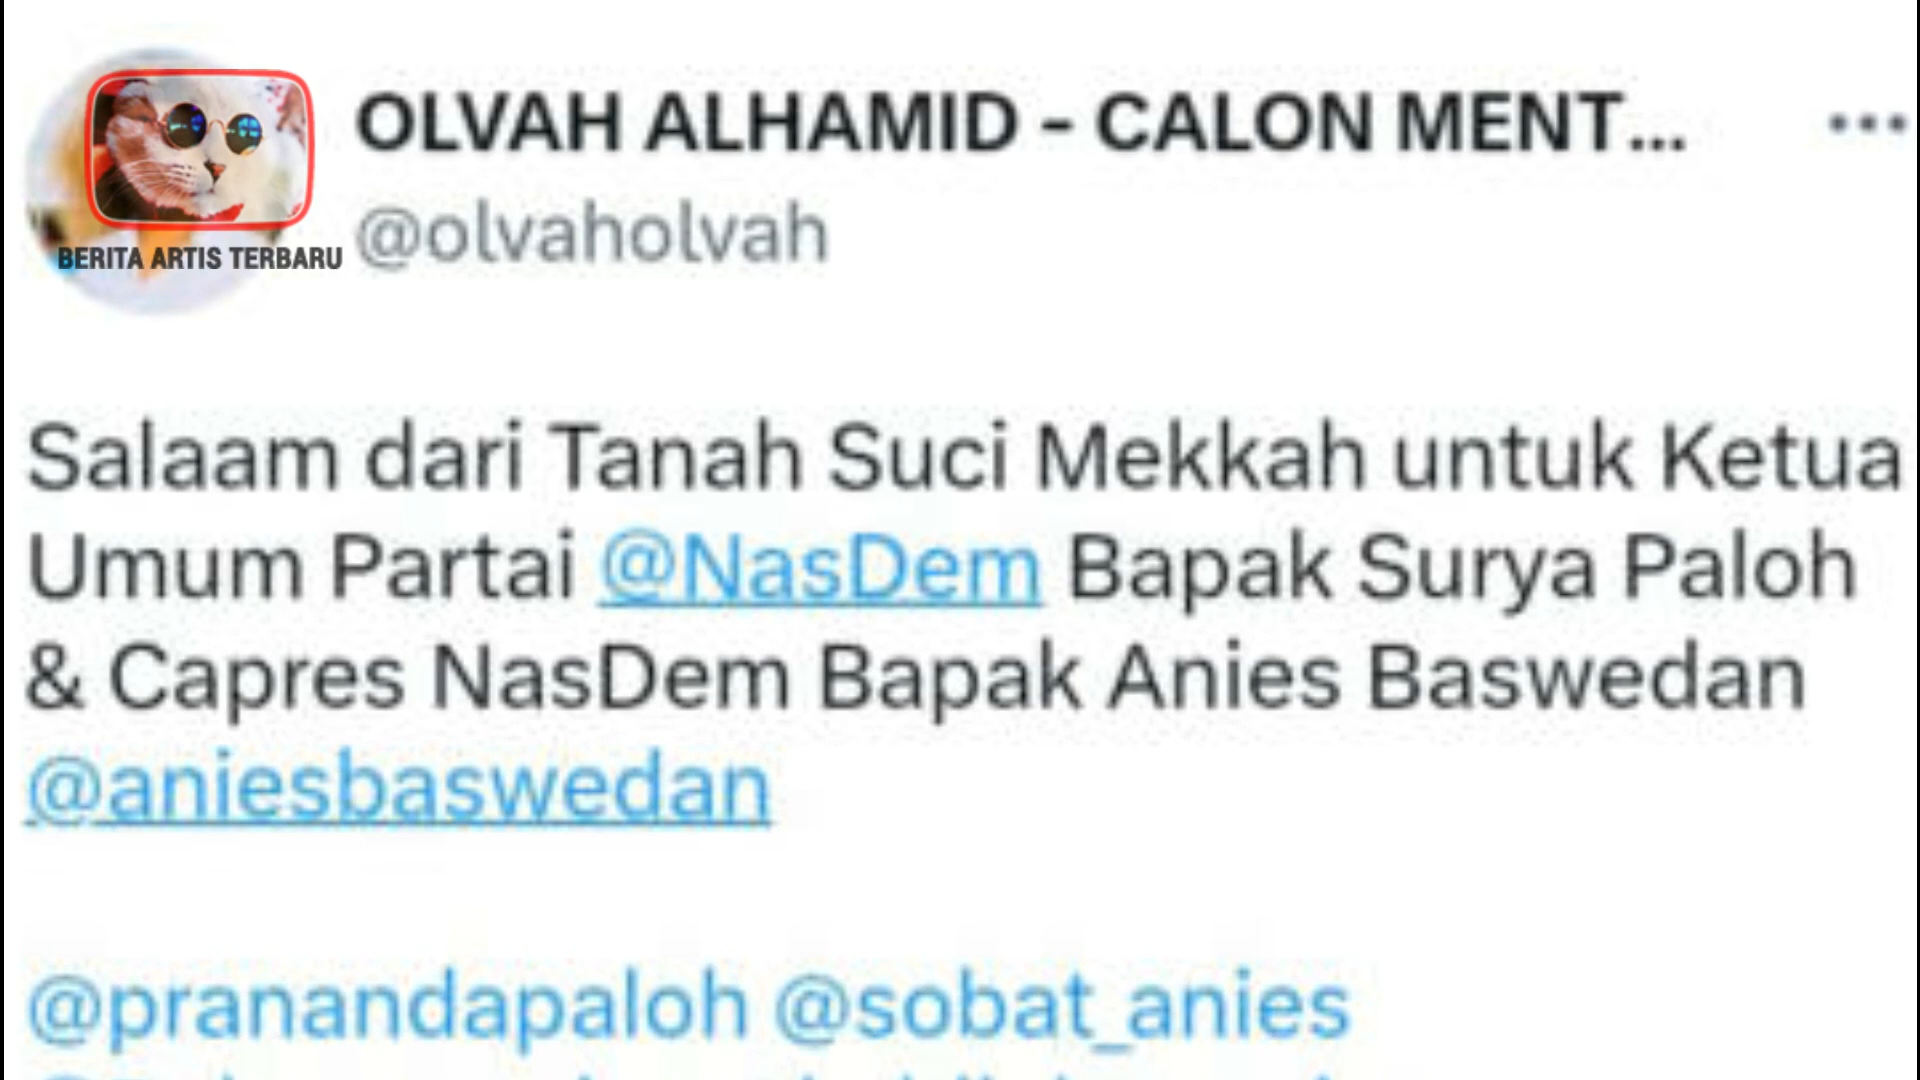 OLVAH ALHAMID - CALON MENT...
@olvaholvah
BERITA ARTIS TERBARU
Salaam dari Tanah Suci Mekkah untuk Ketua
Umum Partai @NasDem Bapak Surya Paloh
& Capres NasDem Bapak Anies Baswedan
@aniesbaswedan
@pranandapaloh @sobat_anies